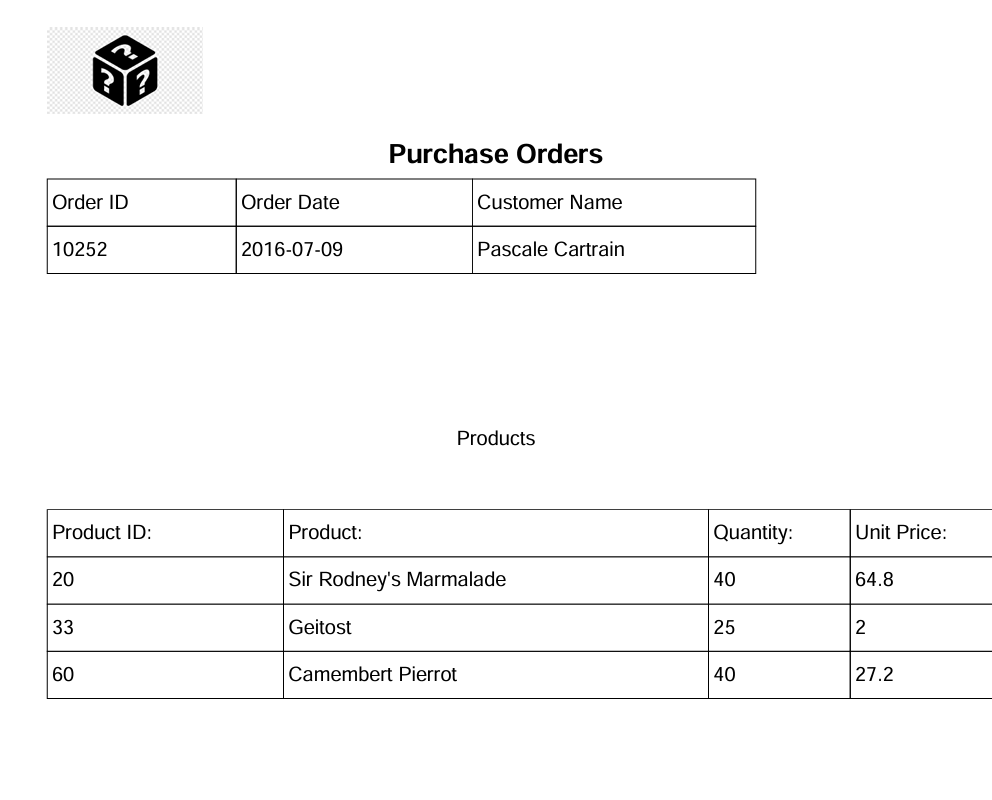 ? ? ?
Purchase Orders
Order ID Order Date Customer Name
10252 2016-07-09 Pascale Cartrain
Products
Product ID: Product: Quantity: Unit Price:
20 Sir Rodney's Marmalade 40 64.8
33 Geitost 25 2
60 Camembert Pierrot 40 27.2